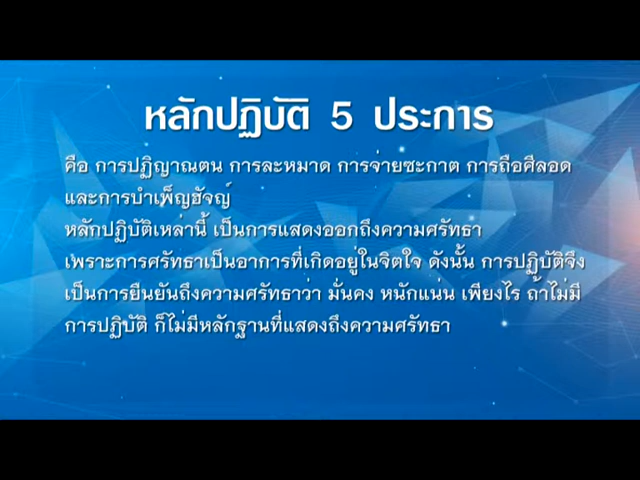 หลักปฏิบัติ 5 ประการ
คือ การปฏิญาณตน การละหมาด การจ่ายซะกาต การถือศีลอด
และการบำเพ็ญฮัจญ์
หลักปฏิบัติเหล่านี้ เป็นการแสดงออกถึงความศรัทธา
เพราะการศรัทธาเป็นอาการที่เกิดอยู่ในจิตใจ ดังนั้น การปฏิบัติจึง
เป็นการยืนยันถึงความศรัทธาว่า มั่นคง หนักแน่น เพียงไร ถ้าไม่มี
การปฏิบัติ ก็ไม่มีหลักฐานที่แสดงถึงความศรัทธา